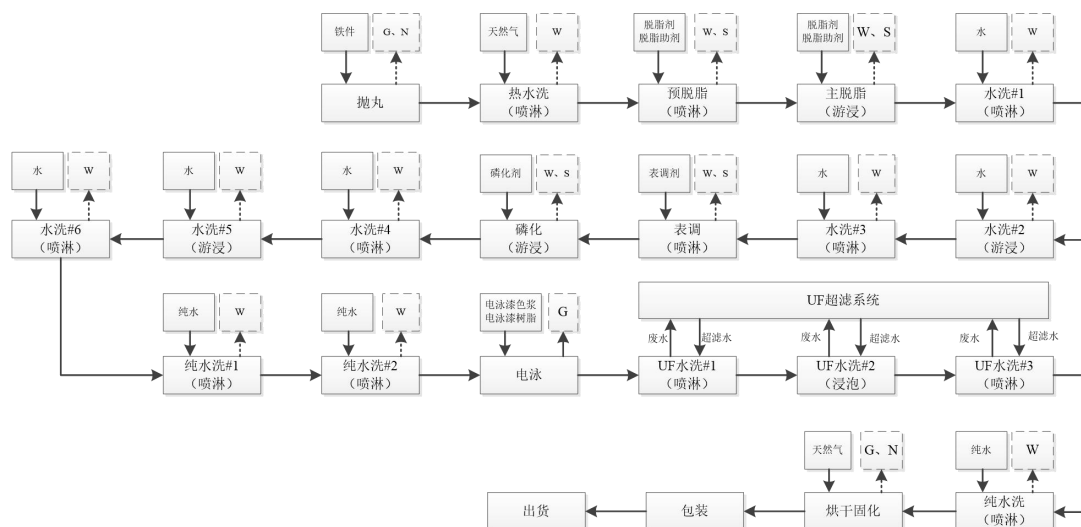 铁件
G、N
天然气
W
脱脂剂
脱脂助剂
W、S
脱脂剂
脱脂助剂
W、S
水
W
抛丸
热水洗
(喷淋)
预脱脂
(喷淋)
主脱脂
(游浸)
水洗#1
(喷淋)
水
W
水
W
水
W
磷化剂
W、S
表调剂
W、S
水
W
水
W
水洗#6
(喷淋)
水洗#5
(游浸)
水洗#4
(喷淋)
磷化
(游浸)
表调
(喷淋)
水洗#3
(喷淋)
水洗#2
(游浸)
纯水
W
纯水
W
电泳漆色浆
电泳漆树脂
G
UF超滤系统
废水
超滤水
废水
超滤水
废水
超滤水
纯水洗#1
(喷淋)
纯水洗#2
(喷淋)
电泳
UF水洗#1
(喷淋)
UF水洗#2
(浸泡)
UF水洗#3
(喷淋)
天然气
G、N
纯水
W
出货
包装
烘干固化
纯水洗
(喷淋)